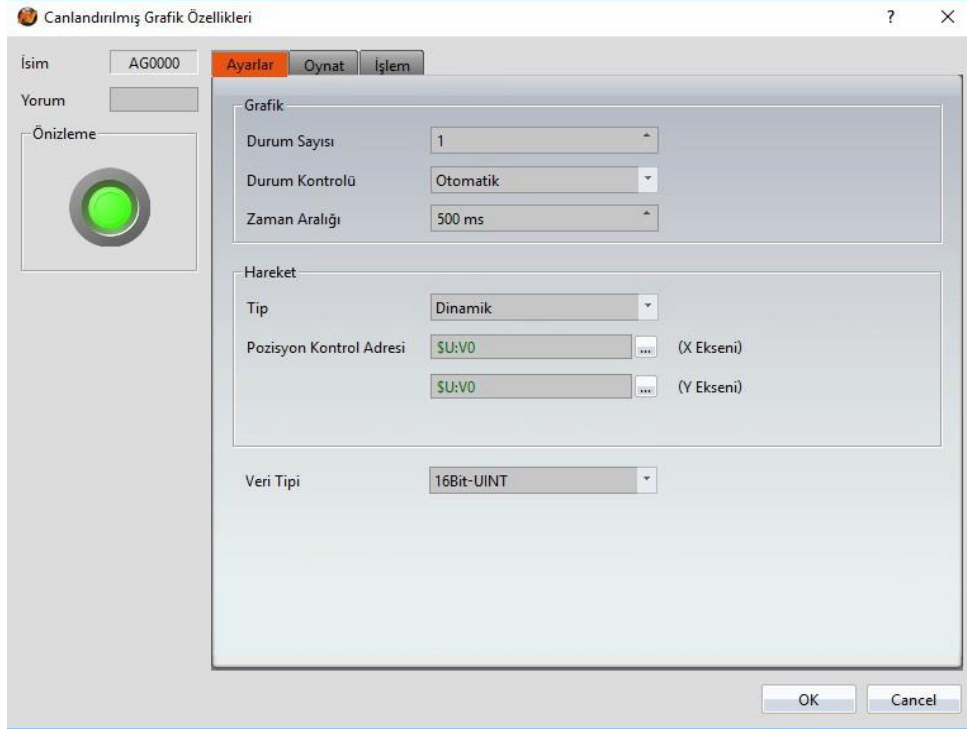 Canlandırılmış Grafik Özellikleri ? ×
İsim AG0000
Yorum
Önizleme
Ayarlar Oynat İşlem
Grafik
Durum Sayısı 1
Durum Kontrolü Otomatik
Zaman Aralığı 500 ms
Hareket
Tip Dinamik
Pozisyon Kontrol Adresi $U:V0 ... (X Ekseni)
$U:V0 ... (Y Ekseni)
Veri Tipi 16Bit-UINT
OK Cancel